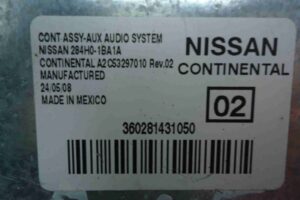 CONT ASSY-AUX AUDIO SYSTEM
NISSAN 284H0-1BA1A
CONTINENTAL A2C53297010 Rev.02
MANUFACTURED
24/05/08
MADE IN MEXICO
NISSAN
CONTINENTAL
02
360281431050